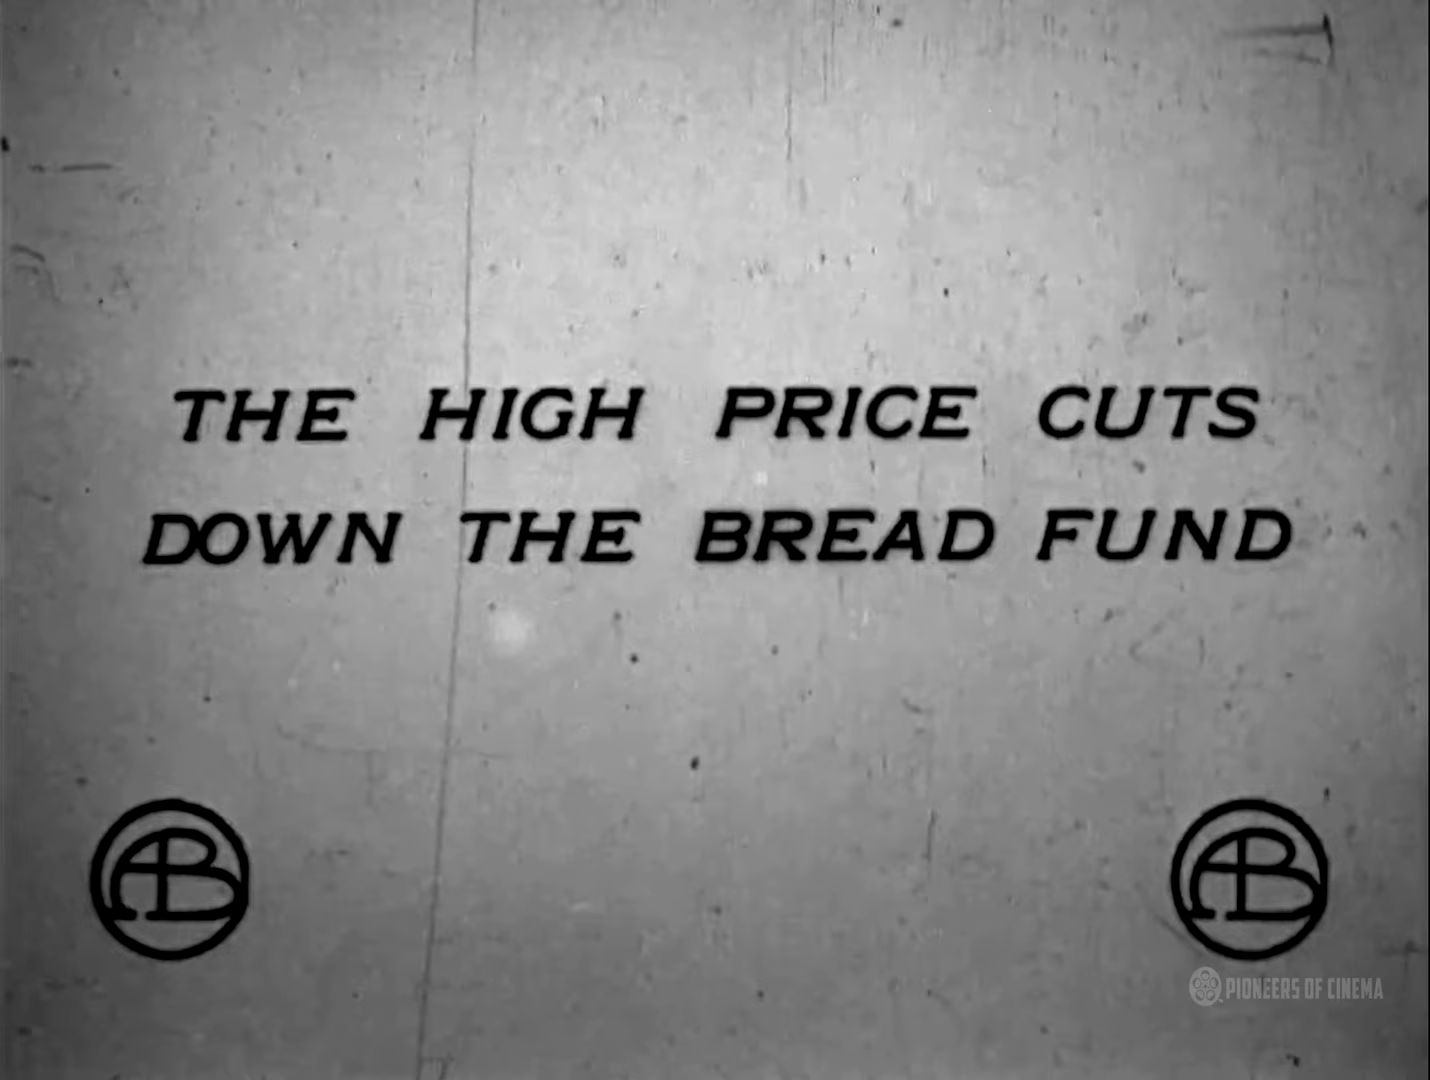 THE HIGH PRICE CUTS
DOWN THE BREAD FUND
AB AB
PIONEERS OF CINEMA